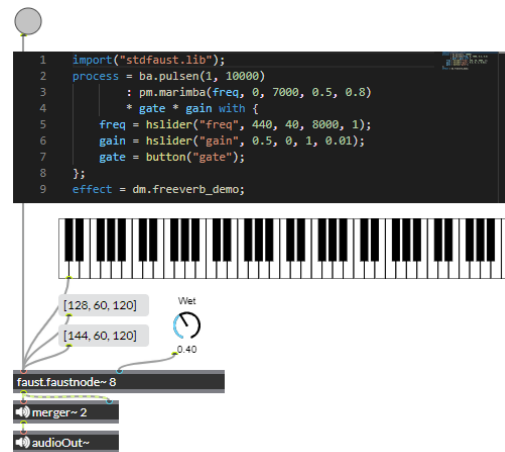 1 import("stdfaust.lib");
2 process = ba.pulsen(1, 10000)
3 : pm.marimba(freq, 0, 7000, 0.5, 0.8)
4 * gate * gain with {
5 freq = hslider("freq", 440, 40, 8000, 1);
6 gain = hslider("gain", 0.5, 0, 1, 0.01);
7 gate = button("gate");
8 };
9 effect = dm.freeverb_demo;
[128, 60, 120]
Wet
[144, 60, 120]
0.40
faust.faustnode~ 8
merger~ 2
audioOut~